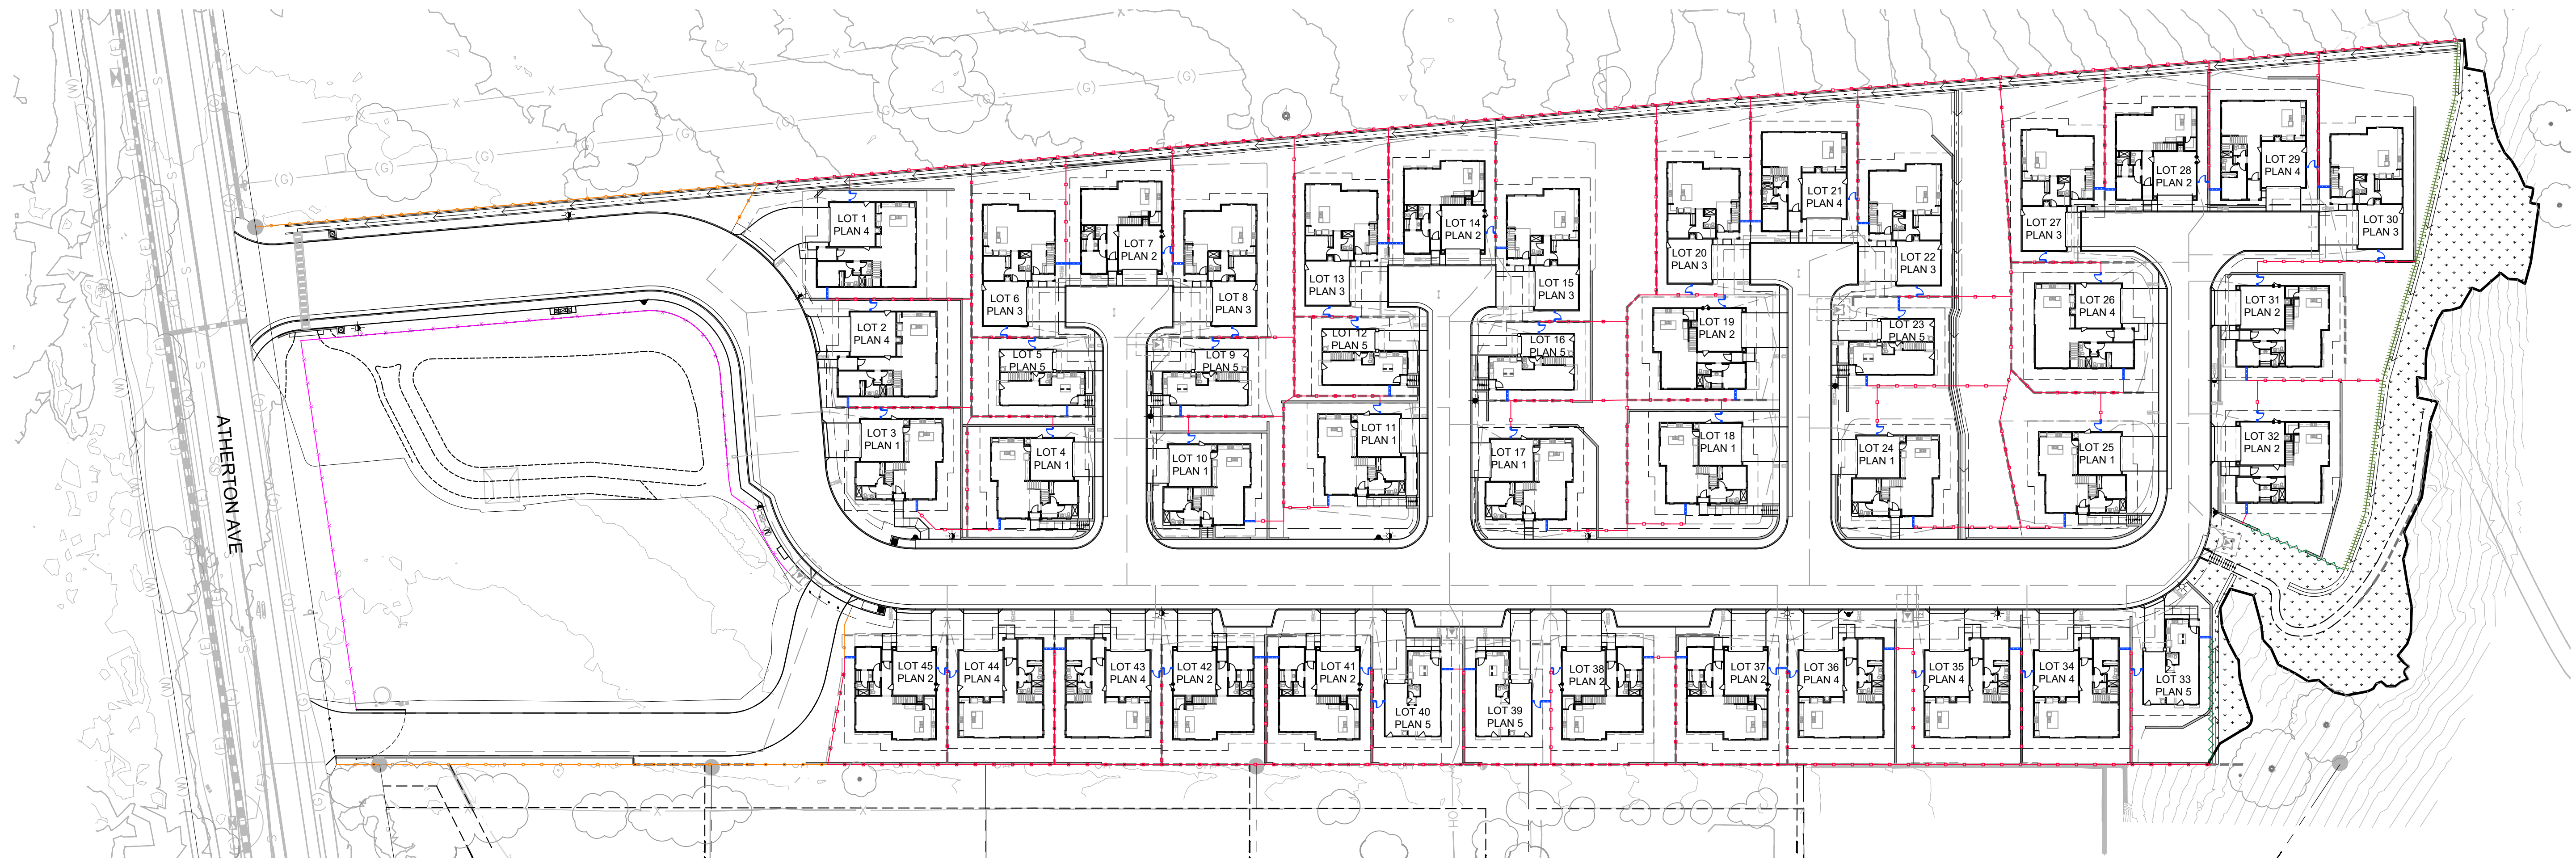 ATHERTON AVE
LOT 1
PLAN 4
LOT 2
PLAN 4
LOT 3
PLAN 1
LOT 4
PLAN 1
LOT 5
PLAN 5
LOT 6
PLAN 3
LOT 7
PLAN 2
LOT 8
PLAN 3
LOT 9
PLAN 5
LOT 10
PLAN 1
LOT 11
PLAN 1
LOT 12
PLAN 5
LOT 13
PLAN 3
LOT 14
PLAN 2
LOT 15
PLAN 3
LOT 16
PLAN 5
LOT 17
PLAN 1
LOT 18
PLAN 1
LOT 19
PLAN 2
LOT 20
PLAN 3
LOT 21
PLAN 4
LOT 22
PLAN 3
LOT 23
PLAN 5
LOT 24
PLAN 1
LOT 25
PLAN 1
LOT 26
PLAN 4
LOT 27
PLAN 3
LOT 28
PLAN 2
LOT 29
PLAN 4
LOT 30
PLAN 3
LOT 31
PLAN 2
LOT 32
PLAN 2
LOT 45
PLAN 2
LOT 44
PLAN 4
LOT 43
PLAN 4
LOT 42
PLAN 2
LOT 41
PLAN 2
LOT 40
PLAN 5
LOT 39
PLAN 5
LOT 38
PLAN 2
LOT 37
PLAN 2
LOT 36
PLAN 4
LOT 35
PLAN 4
LOT 34
PLAN 4
LOT 33
PLAN 5
(G)
(G)
(G)
(G)
(G)
(G)
(G)